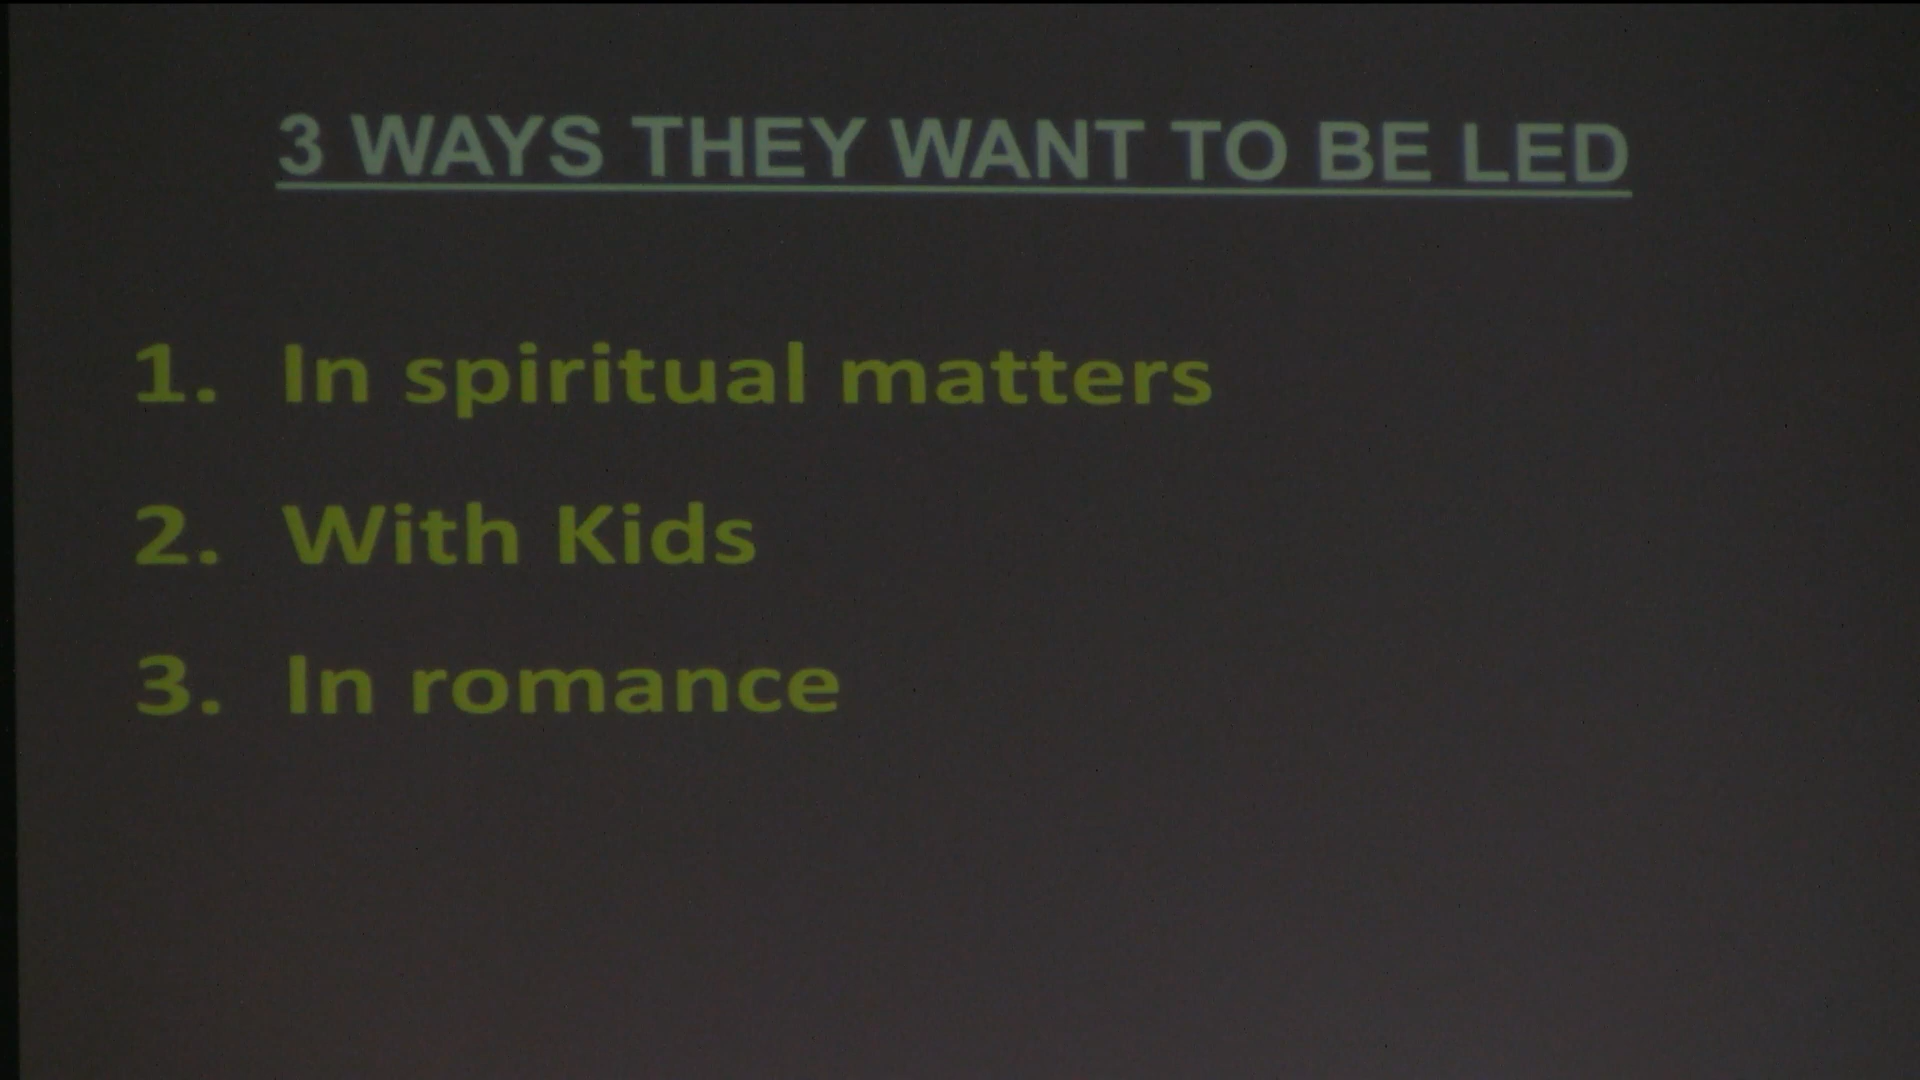 3 WAYS THEY WANT TO BE LED
1. In spiritual matters
2. With Kids
3. In romance